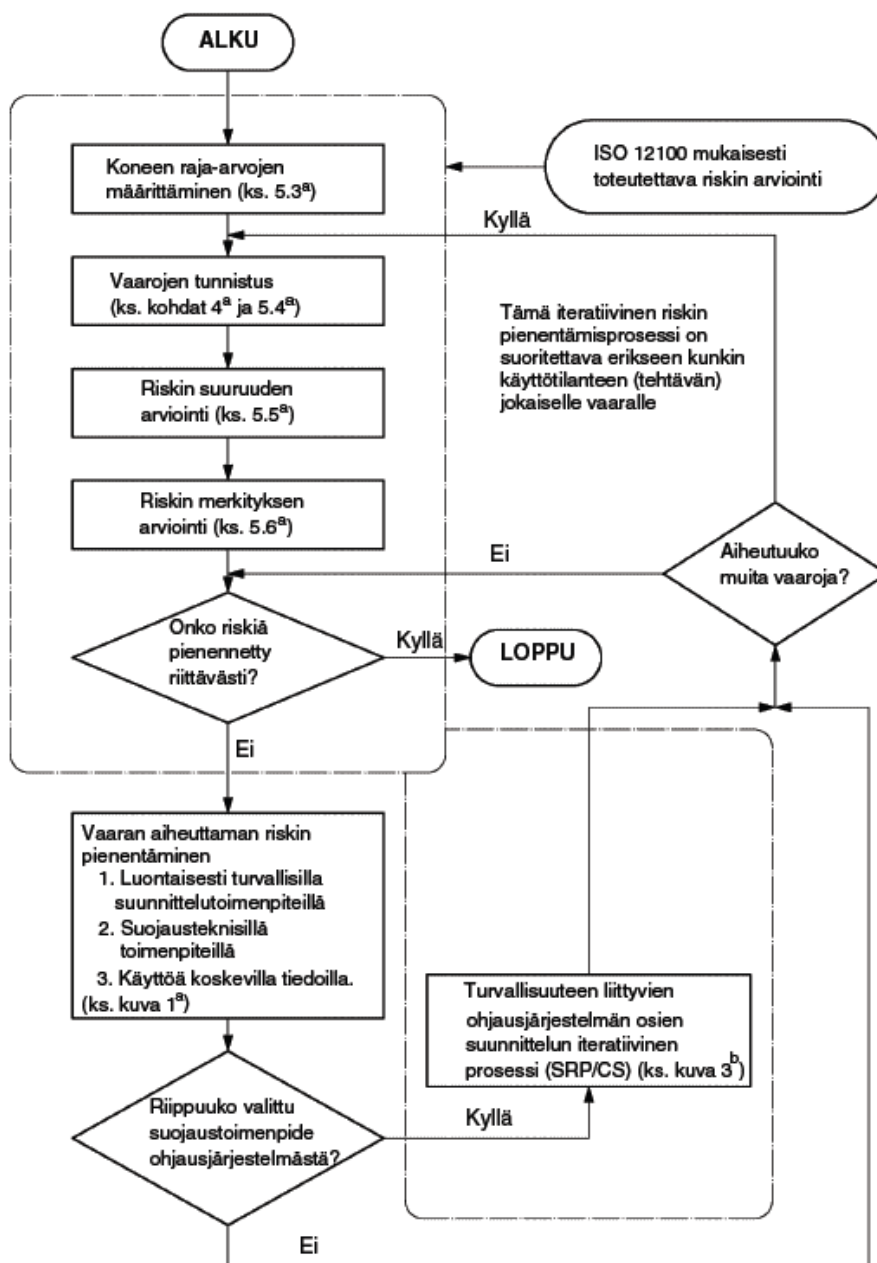 ALKU
Koneen raja-arvojen
määrittäminen (ks. 5.3ᵃ)
ISO 12100 mukaisesti
toteutettava riskin arviointi
Kyllä
Vaarojen tunnistus
(ks. kohdat 4ᵃ ja 5.4ᵃ)
Tämä iteratiivinen riskin
pienentämisprosessi on
suoritettava erikseen kunkin
käyttötilanteen (tehtävän)
jokaiselle vaaralle
Riskin suuruuden
arviointi (ks. 5.5ᵃ)
Riskin merkityksen
arviointi (ks. 5.6ᵃ)
Ei
Aiheutuuko
muita vaaroja?
Onko riskiä
pienennetty
riittävästi?
Kyllä
LOPPU
Ei
Vaaran aiheuttaman riskin
pienentäminen
1. Luontaisesti turvallisilla
suunnittelutoimenpiteillä
2. Suojausteknisillä
toimenpiteillä
3. Käyttöä koskevilla tiedoilla.
(ks. kuva 1ᵃ)
Turvallisuuteen liittyvien
ohjausjärjestelmän osien
suunnittelun iteratiivinen
prosessi (SRP/CS) (ks. kuva 3ᵇ)
Riippuuko valittu
suojaustoimenpide
ohjausjärjestelmästä?
Kyllä
Ei